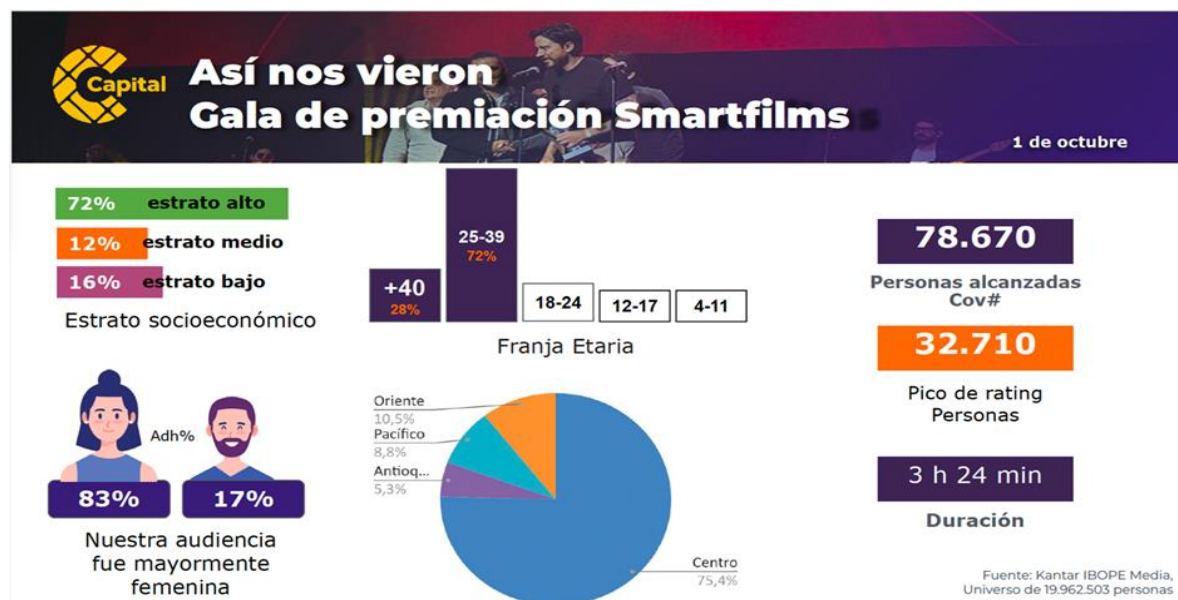 Capital
Así nos vieron
Gala de premiación Smartfilms
1 de octubre
72% estrato alto
12% estrato medio
16% estrato bajo
Estrato socioeconómico
+40
28%
25-39
72%
18-24
12-17
4-11
Franja Etaria
78.670
Personas alcanzadas
Cov#
32.710
Pico de rating
Personas
3 h 24 min
Duración
Adh%
83%
17%
Nuestra audiencia
fue mayormente
femenina
Oriente
10,5%
Pacífico
8,8%
Antioq...
5,3%
Centro
75,4%
Fuente: Kantar IBOPE Media,
Universo de 19.962.503 personas